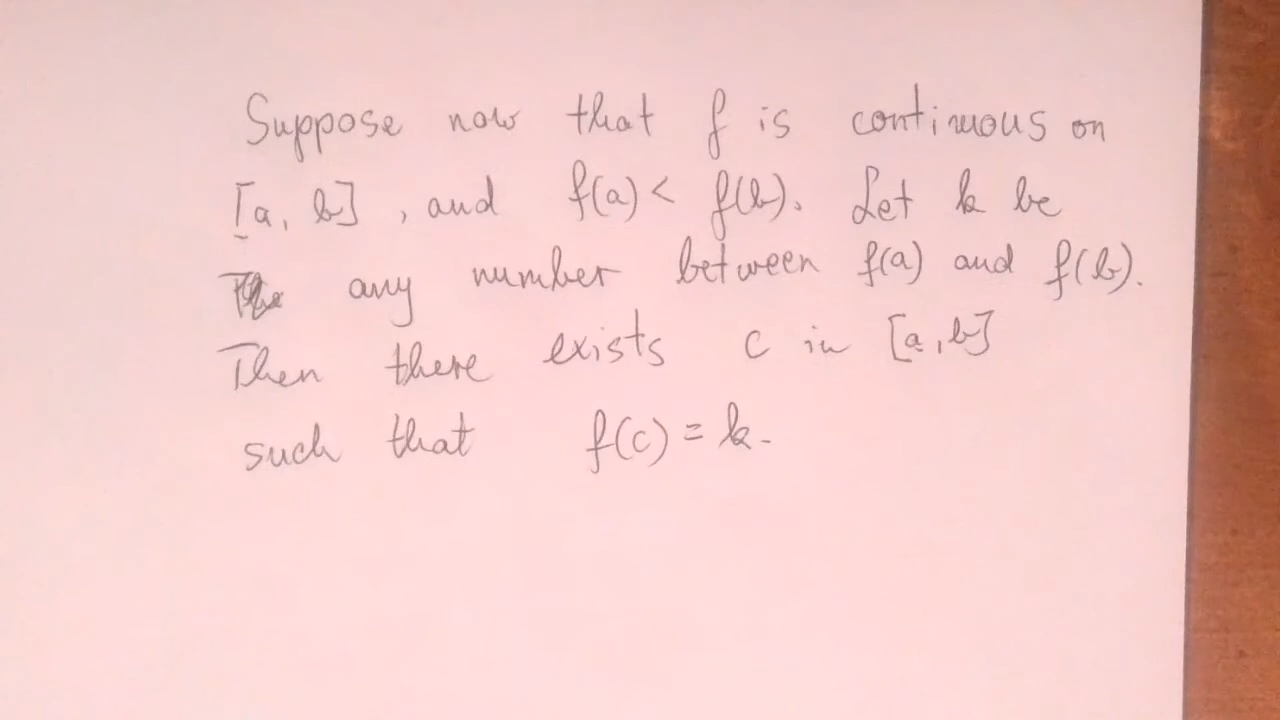 Suppose now that f is continuous on
[a, b] , and f(a) < f(b). Let k be
any number between f(a) and f(b).
Then there exists c in [a, b]
such that f(c) = k.